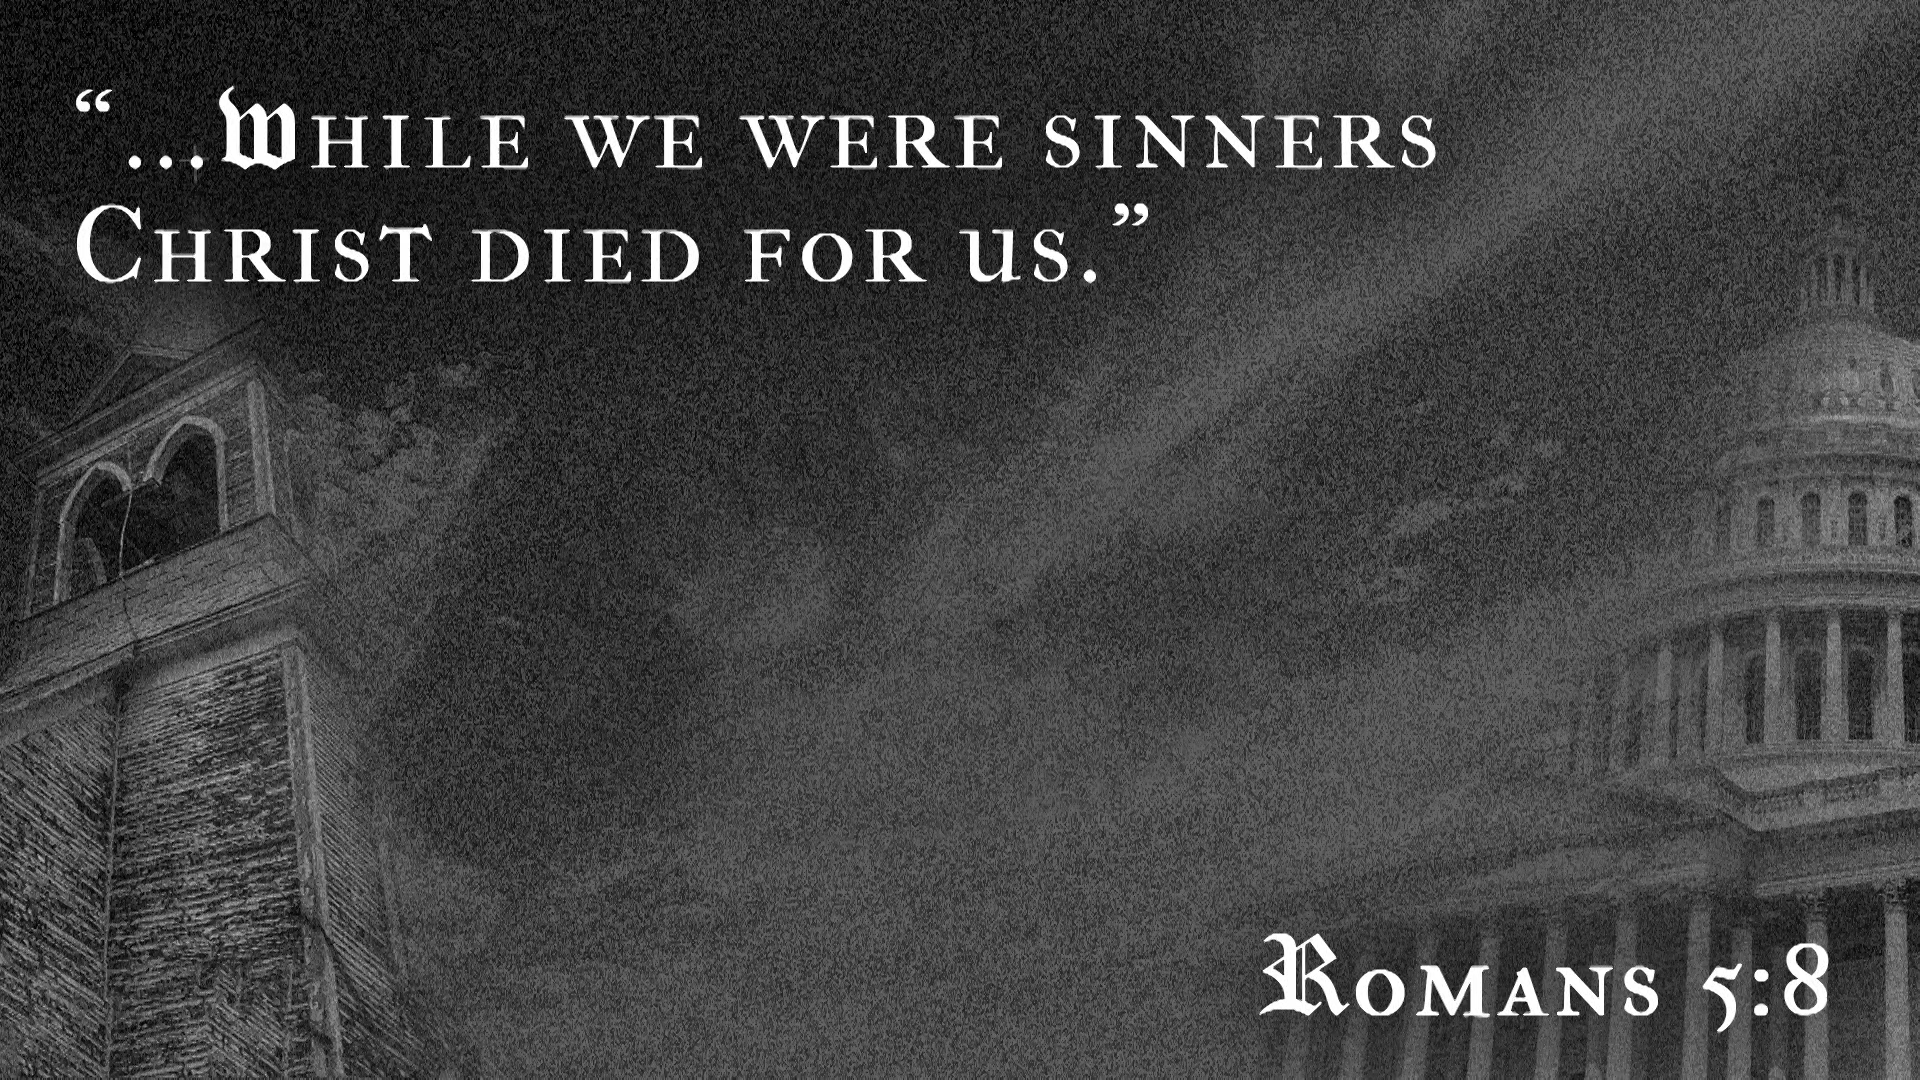 “...While we were sinners
Christ died for us.”
Romans 5:8